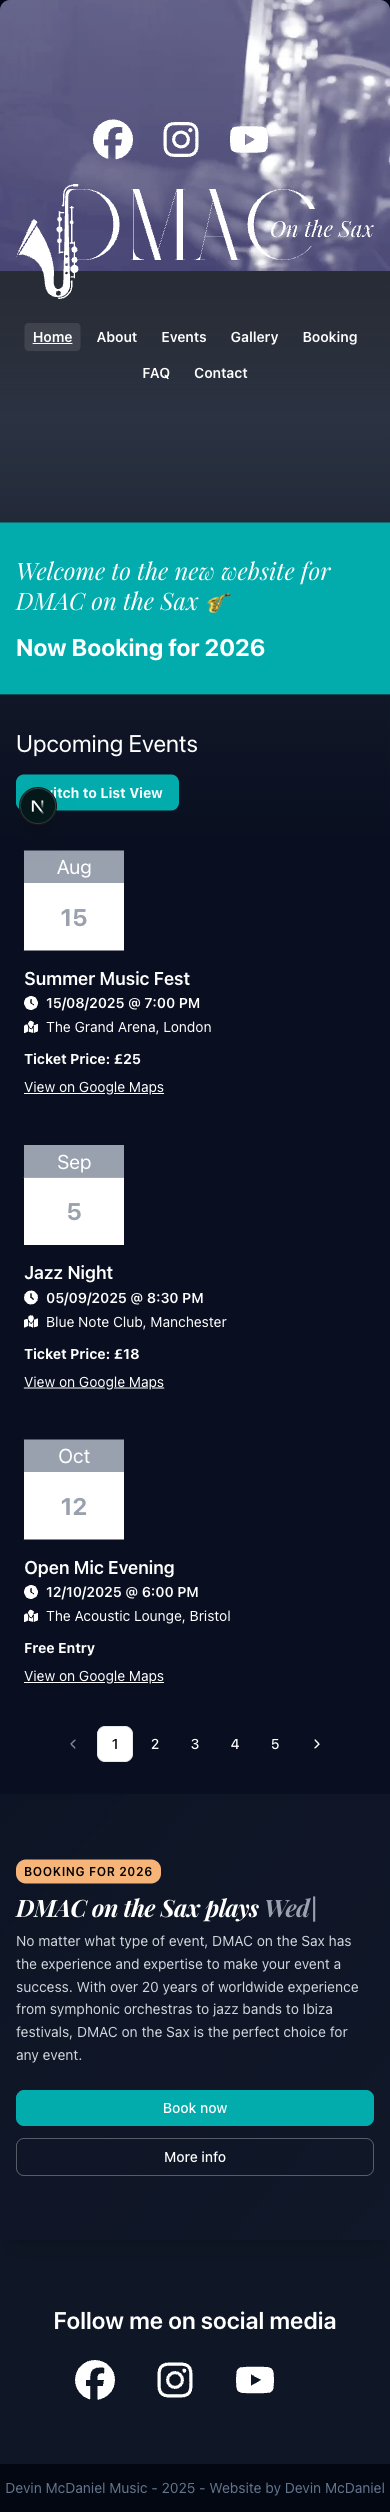 DMAC
On the Sax
Home About Events Gallery Booking
FAQ Contact
Welcome to the new website for
DMAC on the Sax 🎷
Now Booking for 2026
Upcoming Events
itch to List View
N
Aug
15
Summer Music Fest
15/08/2025 @ 7:00 PM
The Grand Arena, London
Ticket Price: £25
View on Google Maps
Sep
5
Jazz Night
05/09/2025 @ 8:30 PM
Blue Note Club, Manchester
Ticket Price: £18
View on Google Maps
Oct
12
Open Mic Evening
12/10/2025 @ 6:00 PM
The Acoustic Lounge, Bristol
Free Entry
View on Google Maps
1 2 3 4 5
BOOKING FOR 2026
DMAC on the Sax plays Wed|
No matter what type of event, DMAC on the Sax has
the experience and expertise to make your event a
success. With over 20 years of worldwide experience
from symphonic orchestras to jazz bands to Ibiza
festivals, DMAC on the Sax is the perfect choice for
any event.
Book now
More info
Follow me on social media
Devin McDaniel Music - 2025 - Website by Devin McDaniel